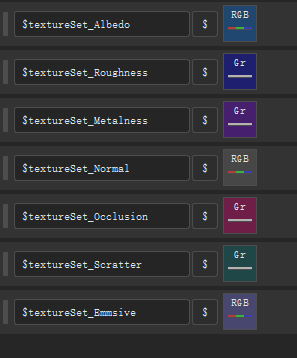 $textureSet_Albedo $ RGB
$textureSet_Roughness $ Gr
$textureSet_Metalness $ Gr
$textureSet_Normal $ RGB
$textureSet_Occlusion $ Gr
$textureSet_Scratter $ Gr
$textureSet_Emmsive $ RGB